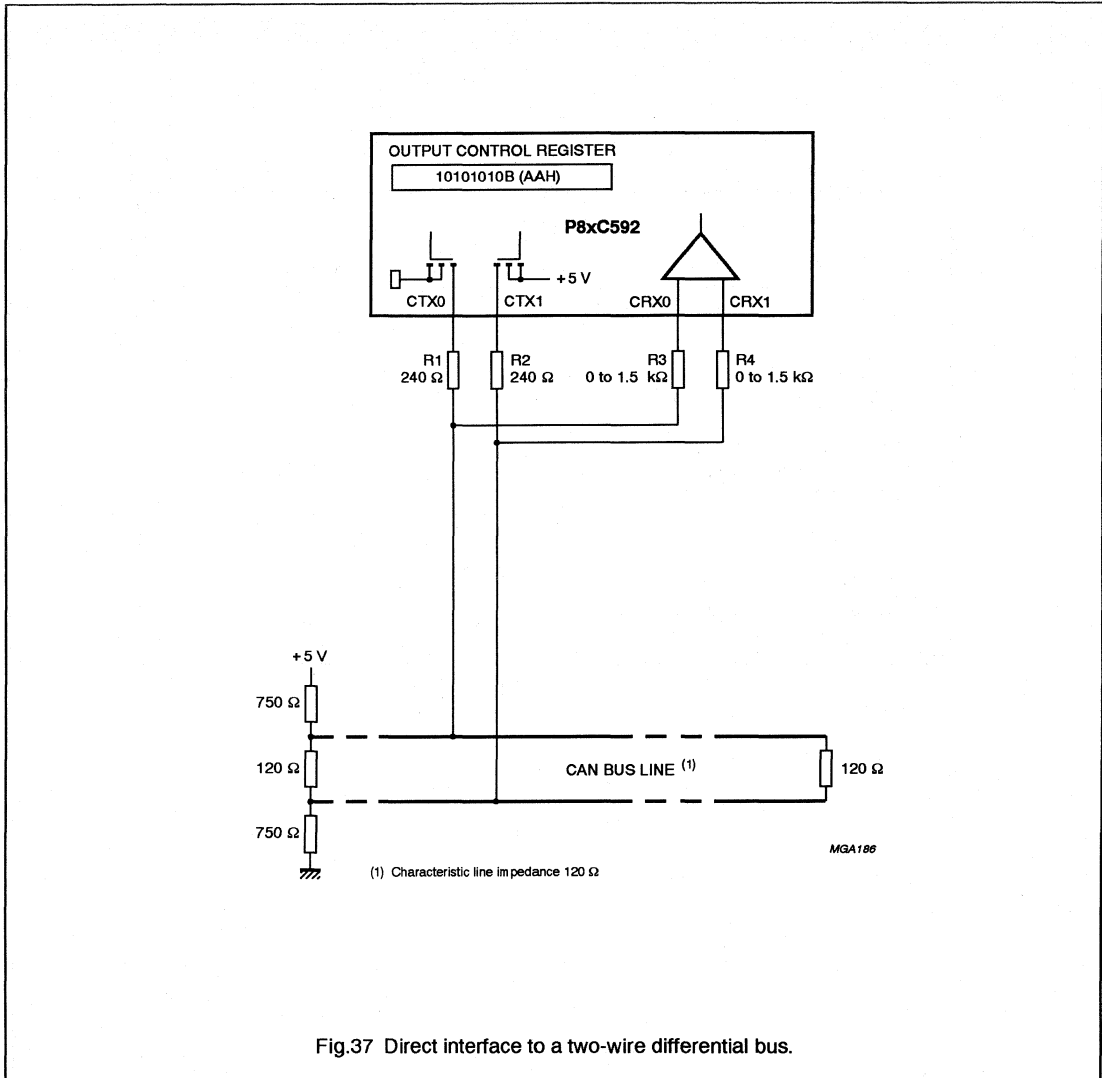 OUTPUT CONTROL REGISTER
10101010B (AAH)
P8xC592
+5 V
CTX0
CTX1
CRX0
CRX1
R1
240 Ω
R2
240 Ω
R3
0 to 1.5 kΩ
R4
0 to 1.5 kΩ
+5 V
750 Ω
120 Ω
CAN BUS LINE (1)
120 Ω
750 Ω
MGA186
(1) Characteristic line impedance 120 Ω
Fig.37 Direct interface to a two-wire differential bus.